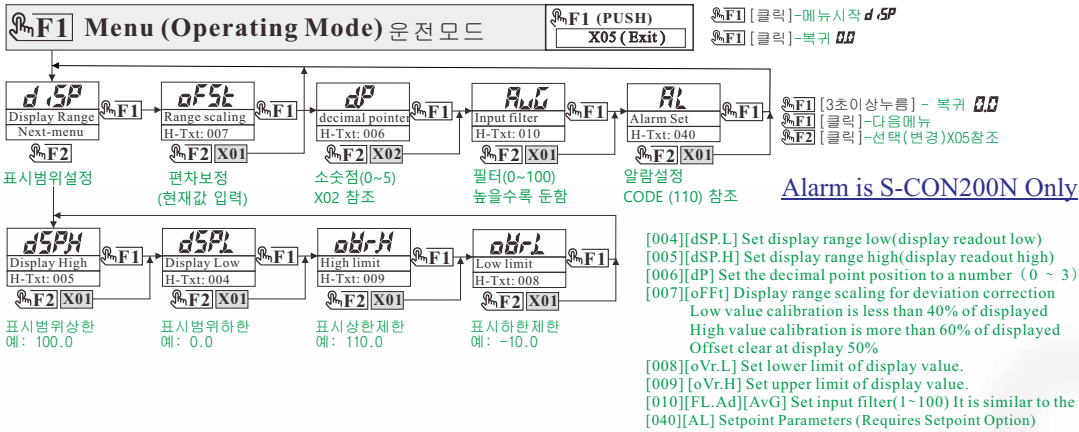 F1 Menu (Operating Mode) 운전모드
F1 (PUSH)
X05 (Exit)
F1 [클릭]-메뉴시작 d iSP
F1 [클릭]-복귀 0.0
d iSP
Display Range
Next-menu
F2
표시범위설정
F1
oFSt
Range scaling
H-Txt: 007
F2 X01
편차보정
(현재값 입력)
F1
dP
decimal pointer
H-Txt: 006
F2 X02
소숫점(0~5)
X02 참조
F1
AuG
Input filter
H-Txt: 010
F2 X01
필터(0~100)
높을수록 둔함
F1
AL
Alarm Set
H-Txt: 040
F2 X01
알람설정
CODE (110) 참조
F1
F1 [3초이상누름] - 복귀 0.0
F1 [클릭]-다음메뉴
F2 [클릭]-선택(변경)X05참조
Alarm is S-CON200N Only
dSPH
Display High
H-Txt: 005
F2 X01
표시범위상한
예: 100.0
F1
dSPL
Display Low
H-Txt: 004
F2 X01
표시범위하한
예: 0.0
F1
oUr.H
High limit
H-Txt: 009
F2 X01
표시상한제한
예: 110.0
F1
oUr.L
Low limit
H-Txt: 008
F2 X01
표시하한제한
예: -10.0
F1
[004][dSP.L] Set display range low(display readout low)
[005][dSP.H] Set display range high(display readout high)
[006][dP] Set the decimal point position to a number (0 ~ 3)
[007][oFFt] Display range scaling for deviation correction
Low value calibration is less than 40% of displayed
High value calibration is more than 60% of displayed
Offset clear at display 50%
[008][oVr.L] Set lower limit of display value.
[009] [oVr.H] Set upper limit of display value.
[010][FL.Ad][AvG] Set input filter(1~100) It is similar to the
[040][AL] Setpoint Parameters (Requires Setpoint Option)